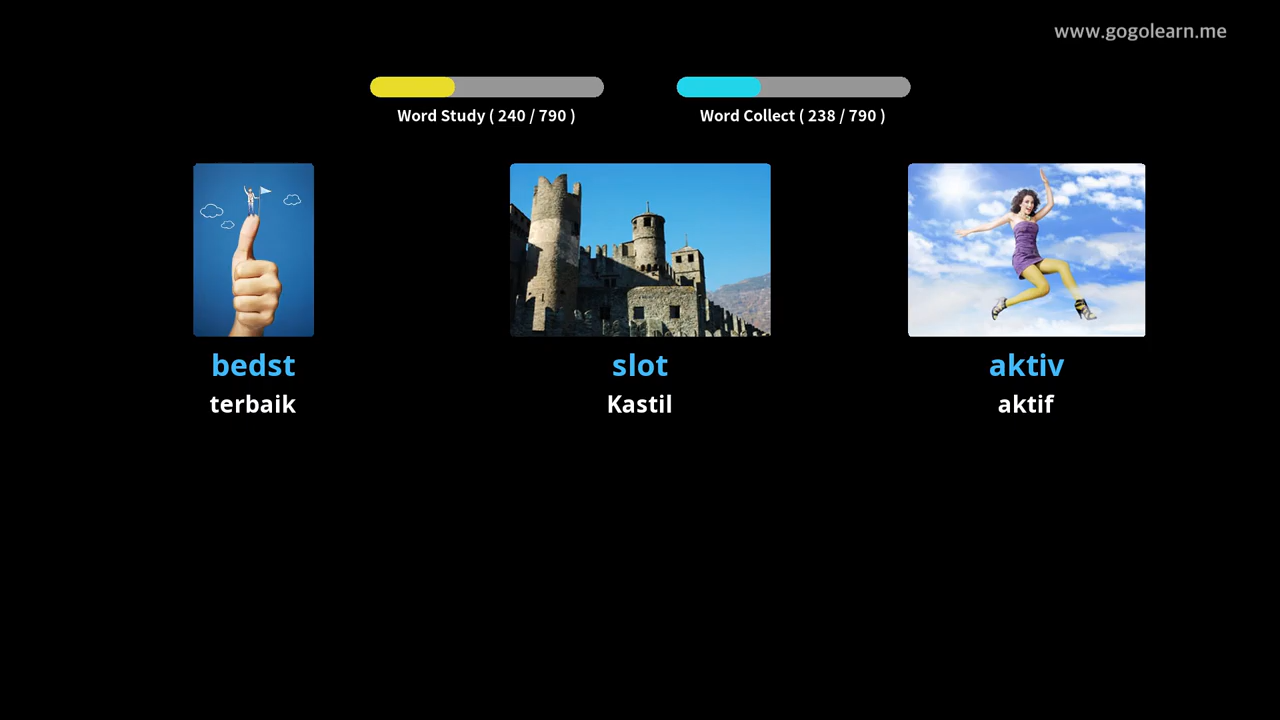 www.gogolearn.me
Word Study ( 240 / 790 )
Word Collect ( 238 / 790 )
bedst
terbaik
slot
Kastil
aktiv
aktif